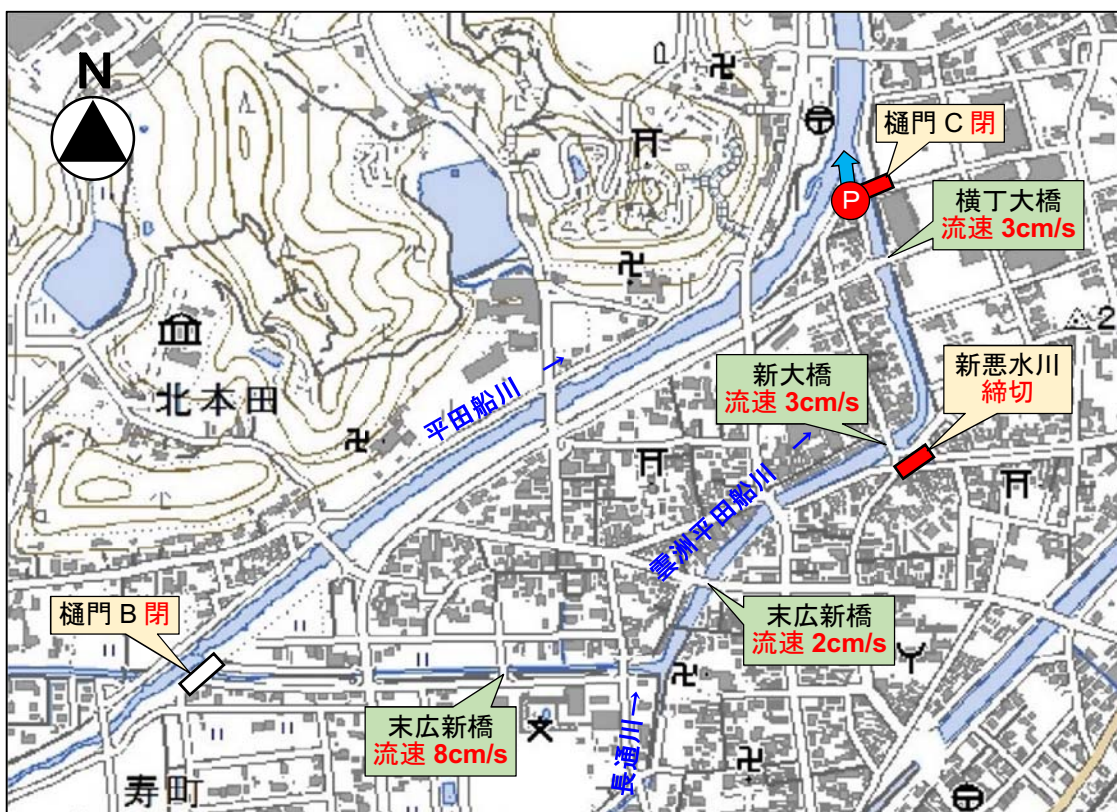 N
樋門 C 閉
横丁大橋
流速 3cm/s
2
平田船川 →
新大橋
流速 3cm/s
新悪水川
締切
北本田
雲洲平田船川 →
樋門 B 閉
末広新橋
流速 2cm/s
末広新橋
流速 8cm/s
長通川→
寿町
P